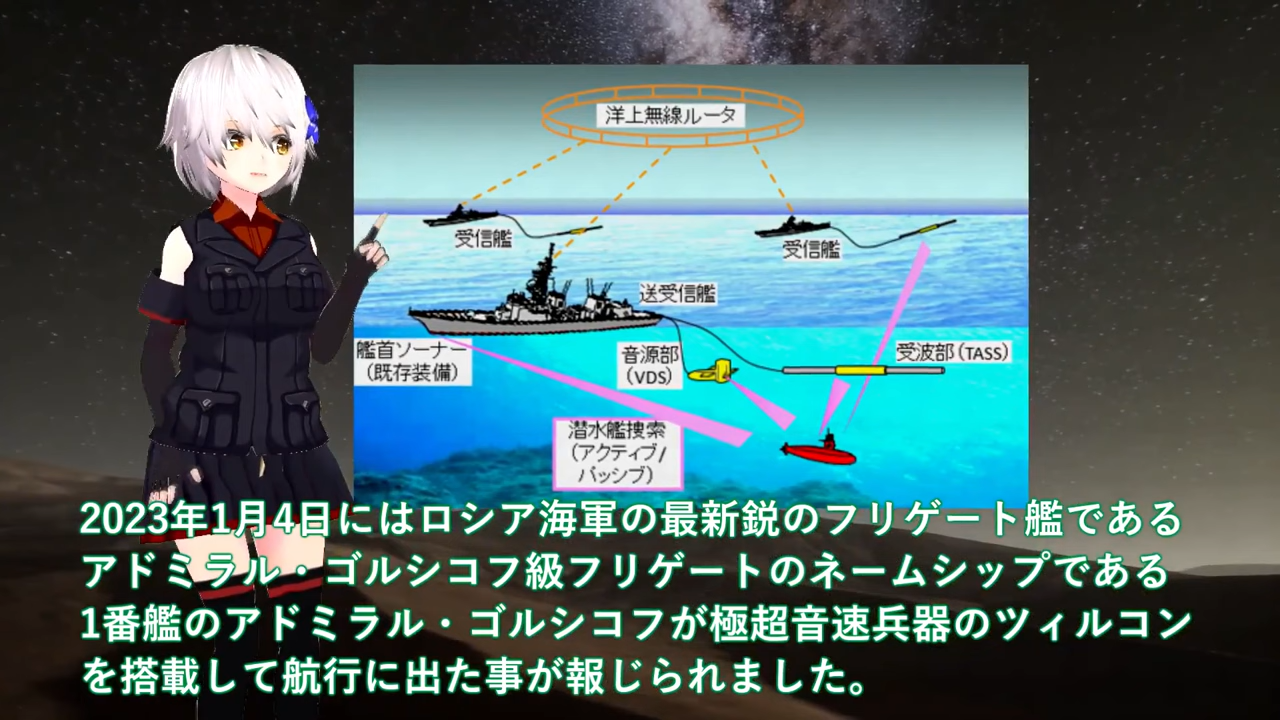 洋上無線ルータ
受信艦
受信艦
送受信艦
艦首ソーナー
（既存装備）
音源部
（VDS）
受波部（TASS）
潜水艦捜索
（アクティブ/
パッシブ）
2023年1月4日にはロシア海軍の最新鋭のフリゲート艦である
アドミラル・ゴルシコフ級フリゲートのネームシップである
1番艦のアドミラル・ゴルシコフが極超音速兵器のツィルコン
を搭載して航行に出た事が報じられました。